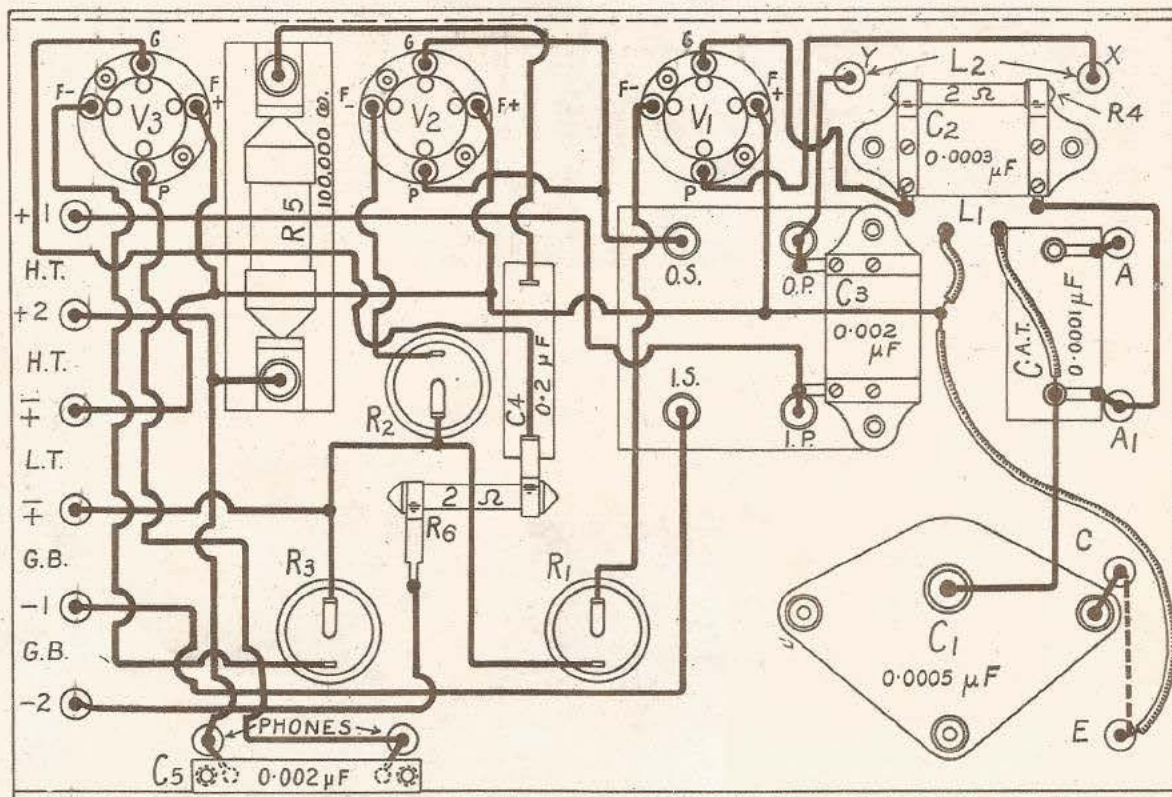 G
F-
F+
V3
P
100,000 ω.
R5
G
F-
F+
V2
P
G
F-
F+
V1
P
Y
L2
X
2 Ω
R4
C2
0·0003 µF
+1
H.T.
+2
H.T.
-+
L.T.
-+
G.B.
-1
G.B.
-2
O.S.
O.P.
I.S.
I.P.
C3
0·002 µF
L1
A
C.A.T.
0·0001 µF
A1
R2
C4
0·2 µF
2 Ω
R6
R3
R1
C
C1
0·0005 µF
E
PHONES
C5
0·002 µF